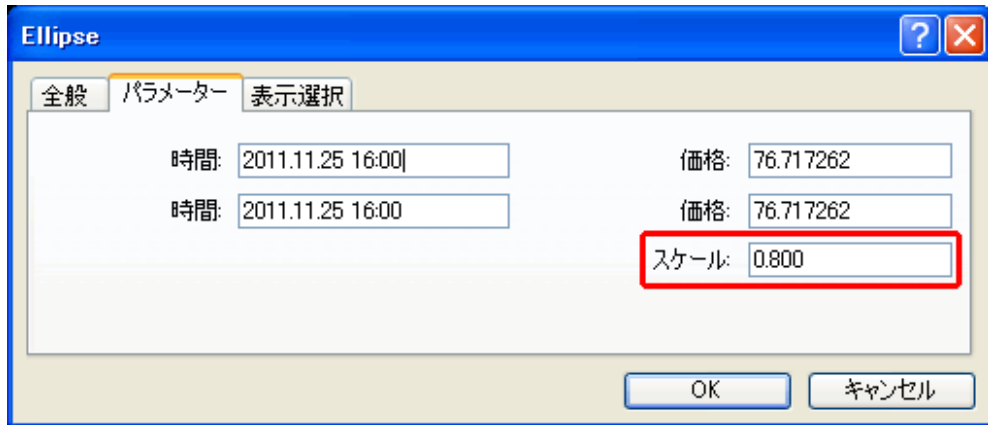 Ellipse
全般 パラメーター 表示選択
時間: 2011.11.25 16:00 価格: 76.717262
時間: 2011.11.25 16:00 価格: 76.717262
スケール: 0.800
OK キャンセル